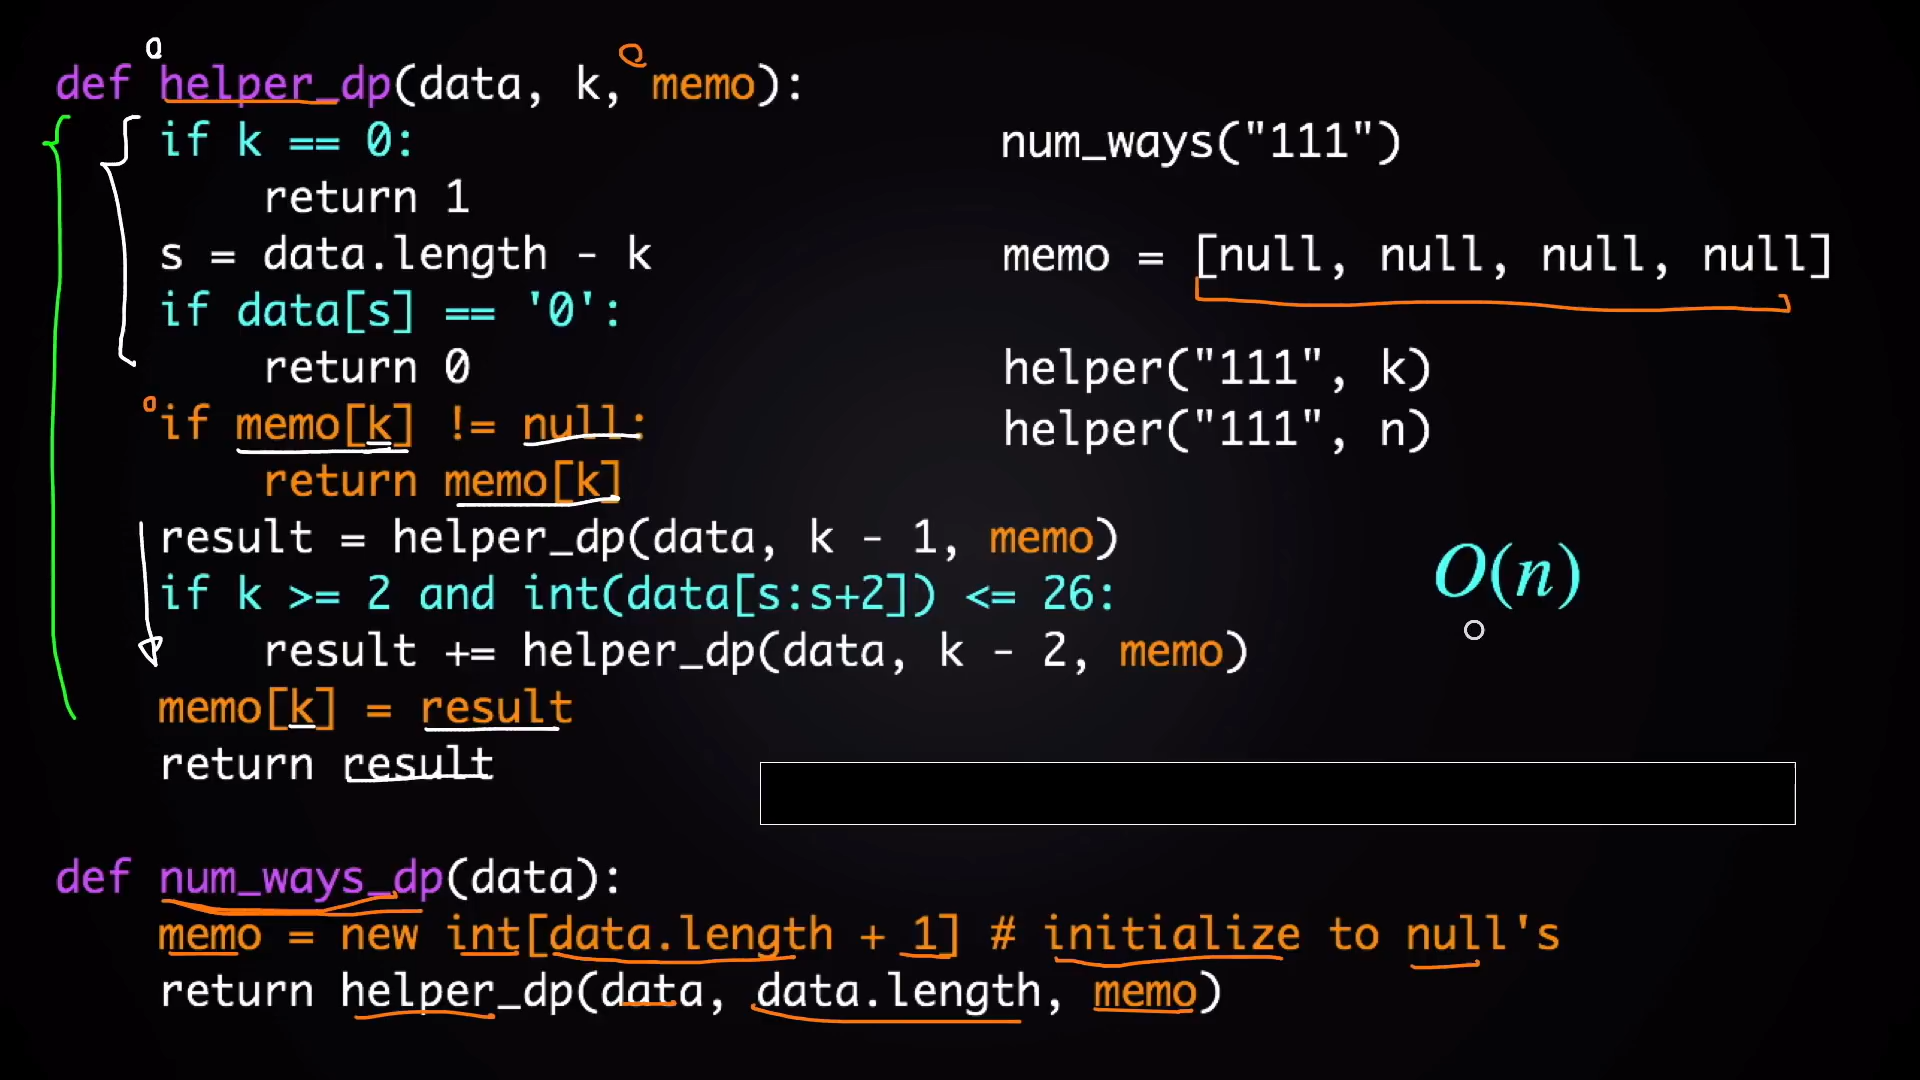 def helper_dp(data, k, memo):
if k == 0:
return 1
s = data.length - k
if data[s] == '0':
return 0
if memo[k] != null:
return memo[k]
result = helper_dp(data, k - 1, memo)
if k >= 2 and int(data[s:s+2]) <= 26:
result += helper_dp(data, k - 2, memo)
memo[k] = result
return result
def num_ways_dp(data):
memo = new int[data.length + 1] # initialize to null's
return helper_dp(data, data.length, memo)
num_ways("111")
memo = [null, null, null, null]
helper("111", k)
helper("111", n)
O(n)